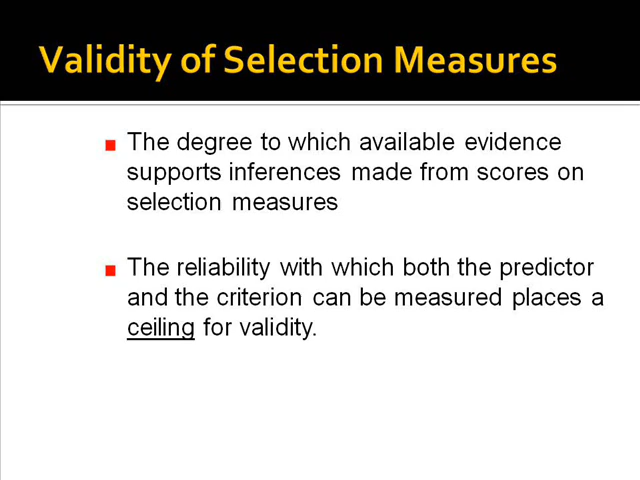 Validity of Selection Measures
The degree to which available evidence
supports inferences made from scores on
selection measures
The reliability with which both the predictor
and the criterion can be measured places a
ceiling for validity.